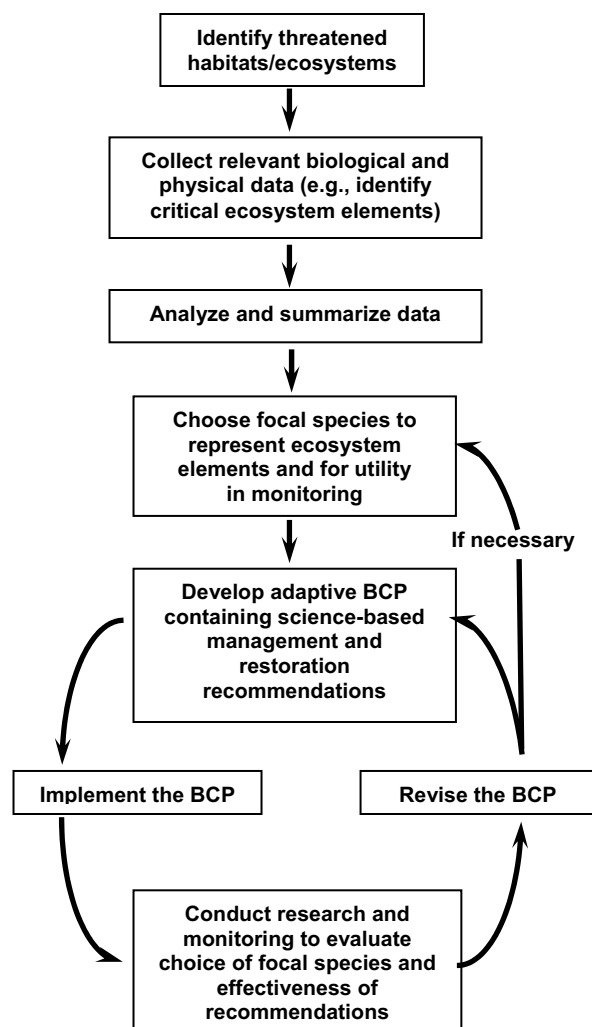 Identify threatened
habitats/ecosystems
Collect relevant biological and
physical data (e.g., identify
critical ecosystem elements)
Analyze and summarize data
Choose focal species to
represent ecosystem
elements and for utility
in monitoring
If necessary
Develop adaptive BCP
containing science-based
management and
restoration
recommendations
Implement the BCP
Revise the BCP
Conduct research and
monitoring to evaluate
choice of focal species and
effectiveness of
recommendations